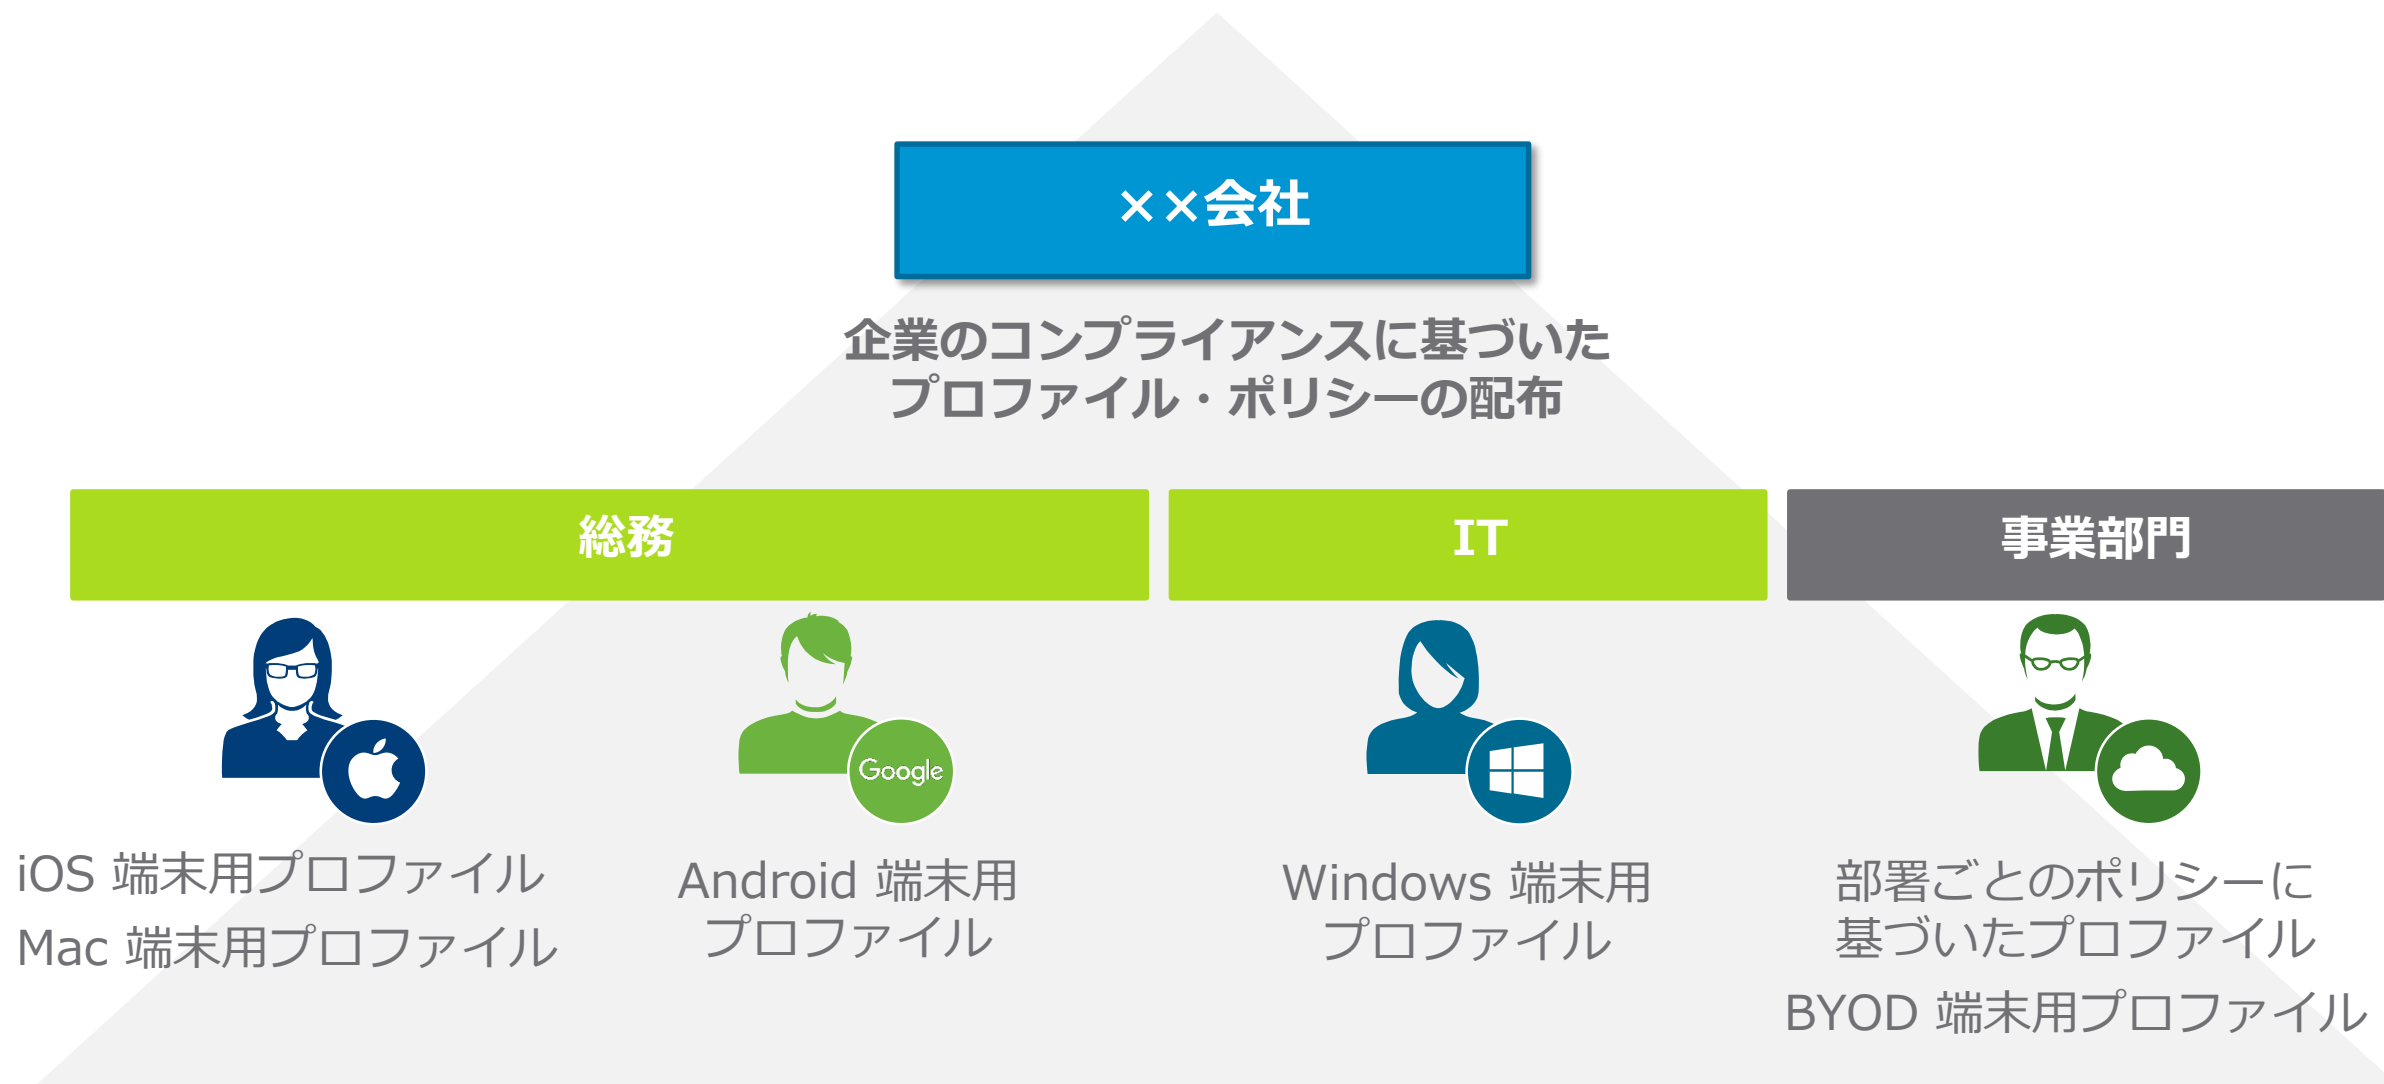 ××会社
企業のコンプライアンスに基づいた
プロファイル・ポリシーの配布
総務
IT
事業部門
Google
iOS 端末用プロファイル
Mac 端末用プロファイル
Android 端末用
プロファイル
Windows 端末用
プロファイル
部署ごとのポリシーに
基づいたプロファイル
BYOD 端末用プロファイル